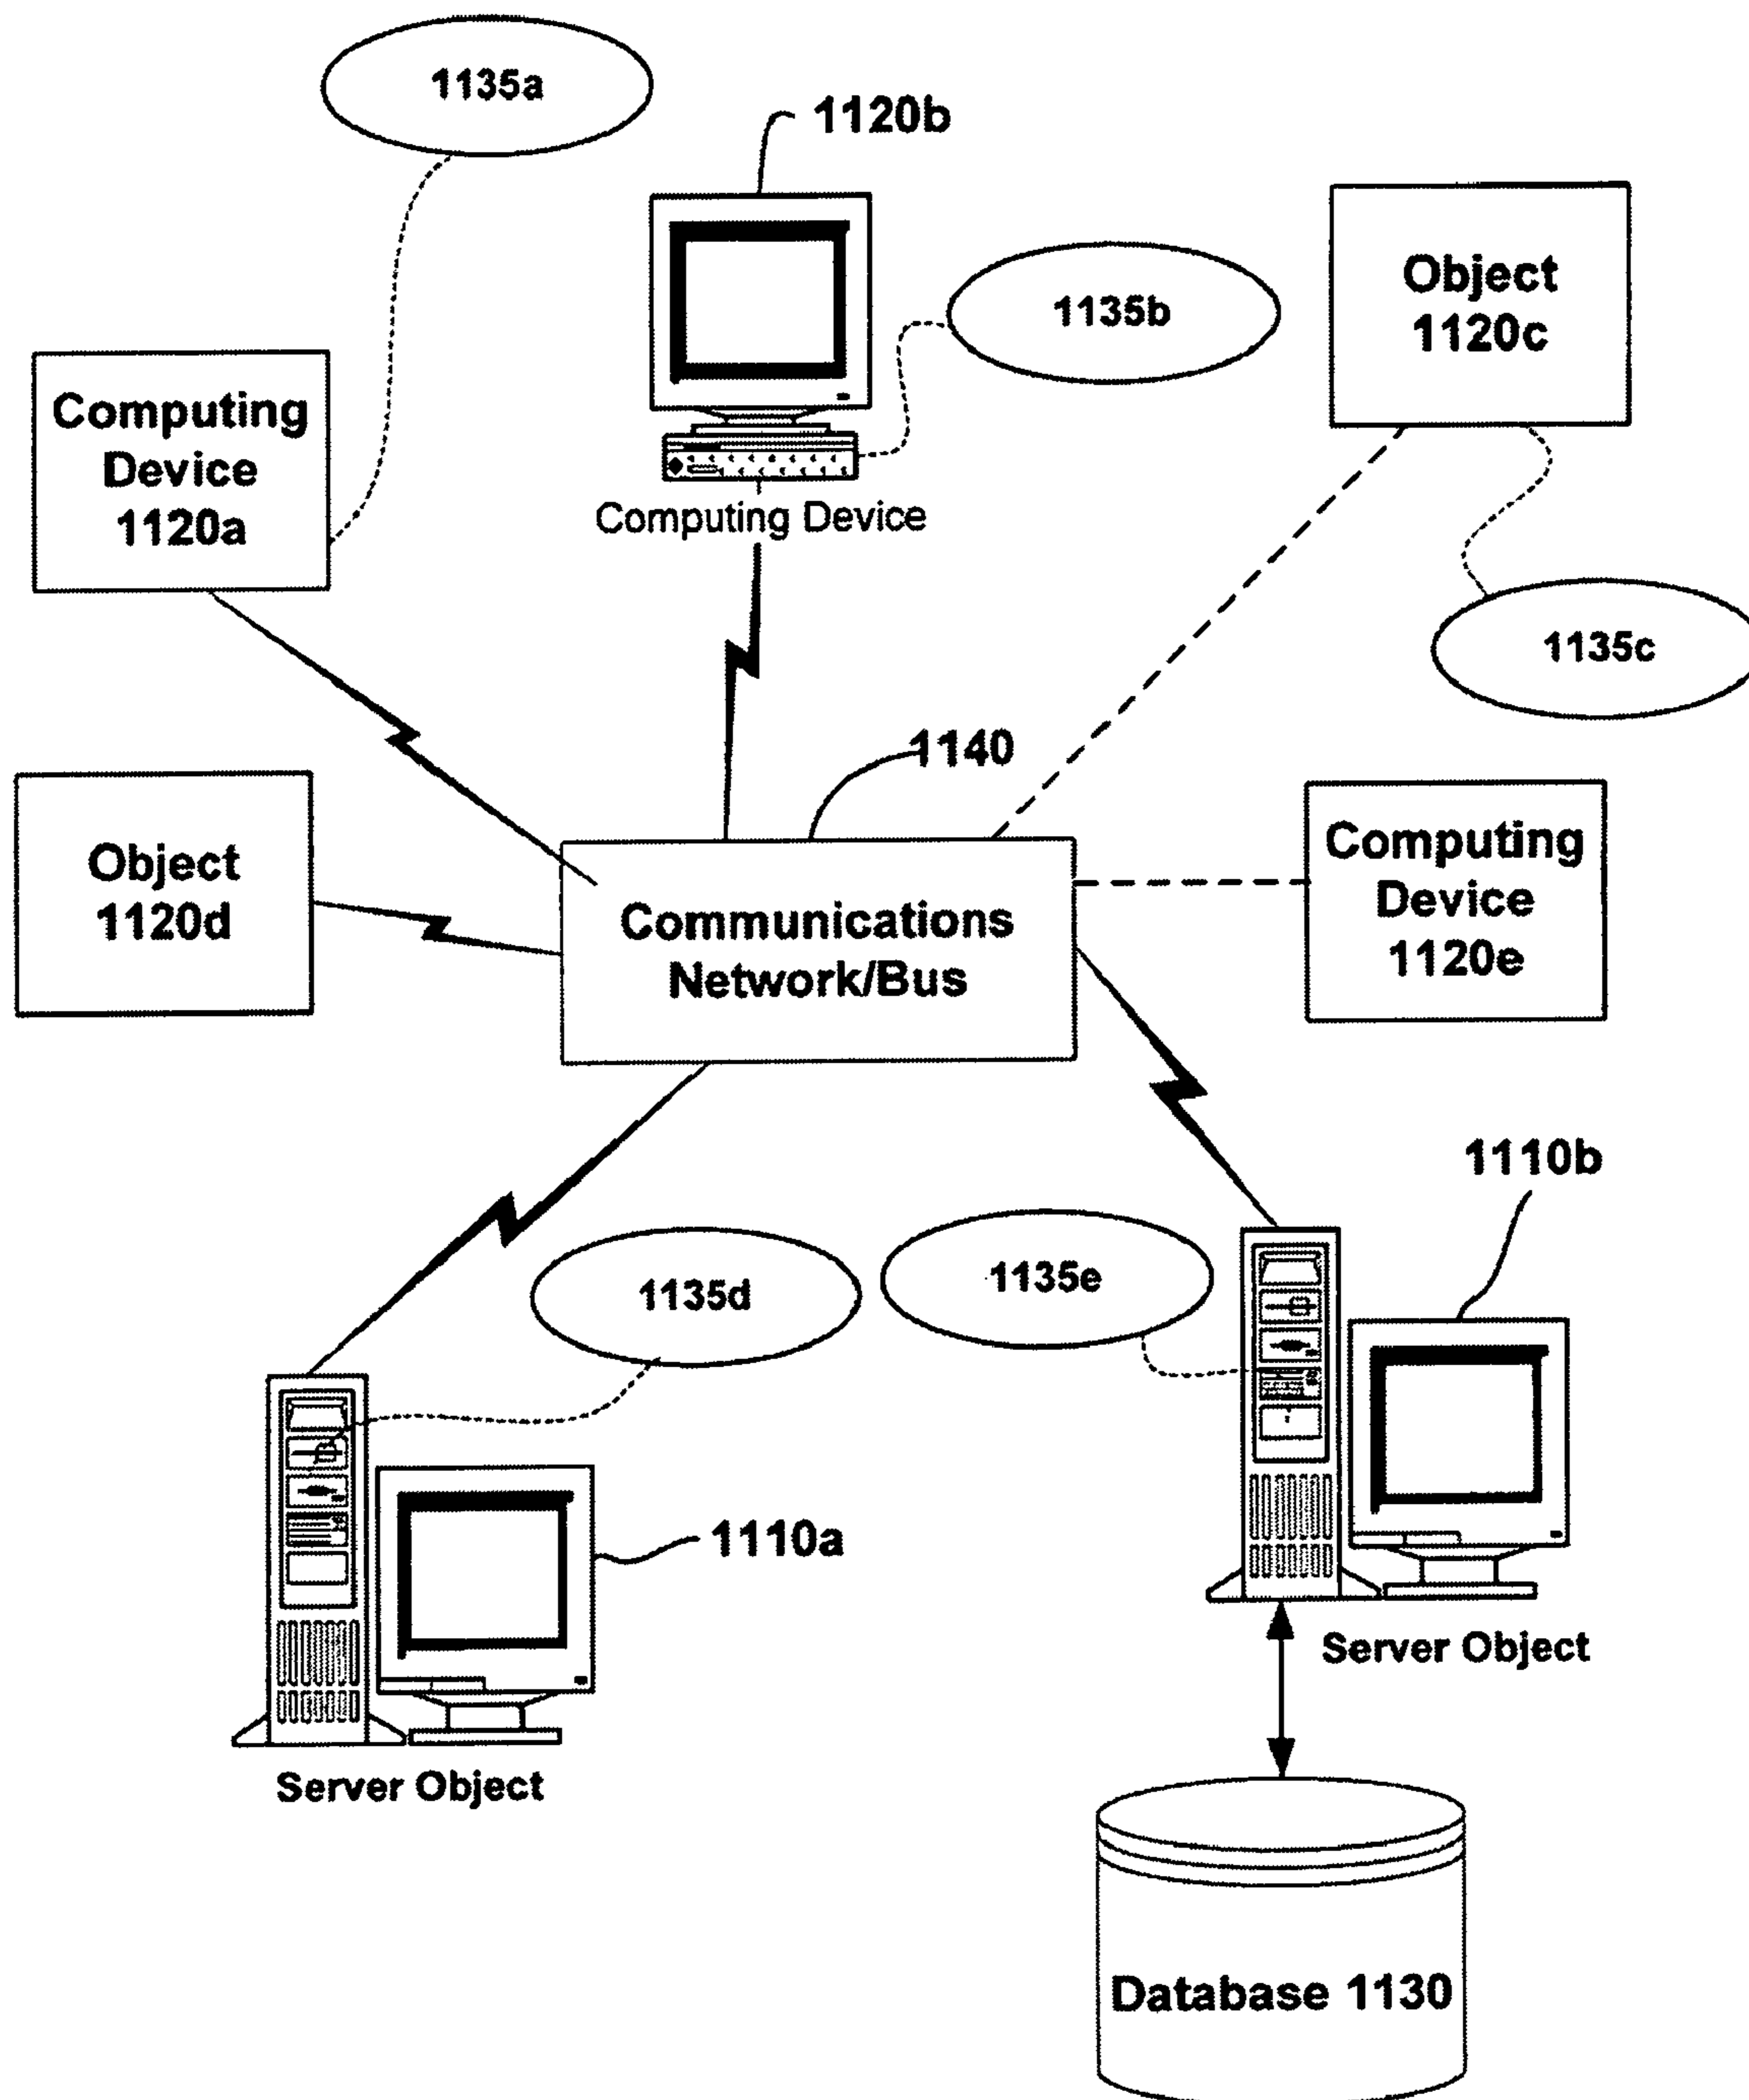 1135a
1120b
Object
1120c
1135b
Computing
Device
1120a
Computing Device
1135c
1140
Object
1120d
Communications
Network/Bus
Computing
Device
1120e
1110b
1135d
1135e
1110a
Server Object
Server Object
Database 1130